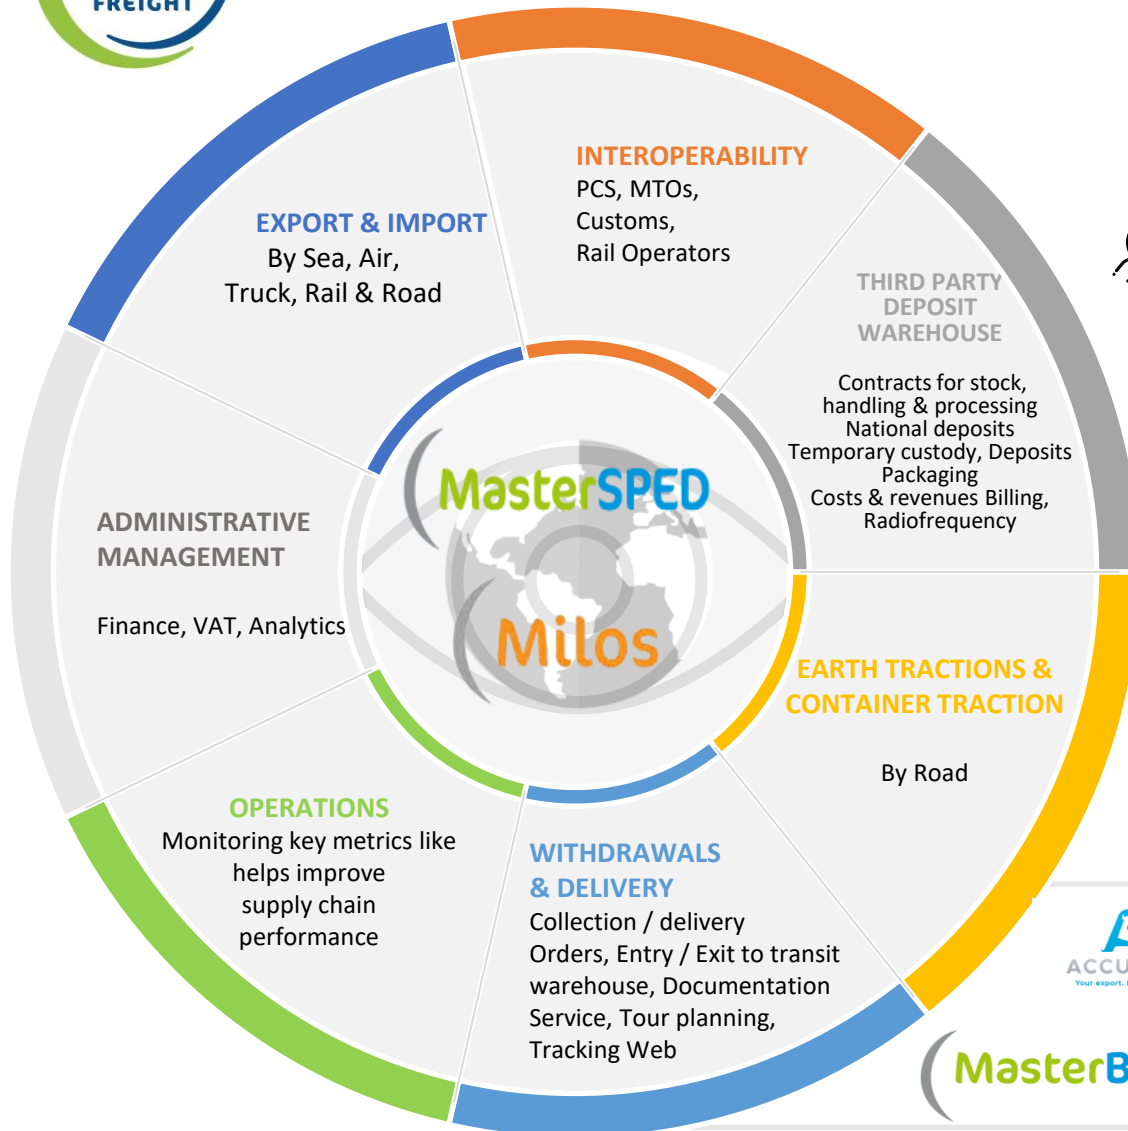 FREIGHT
INTEROPERABILITY
PCS, MTOs,
Customs,
Rail Operators
EXPORT & IMPORT
By Sea, Air,
Truck, Rail & Road
THIRD PARTY
DEPOSIT
WAREHOUSE
Contracts for stock,
handling & processing
National deposits
Temporary custody, Deposits
Packaging
Costs & revenues Billing,
Radiofrequency
MasterSPED
Milos
ADMINISTRATIVE
MANAGEMENT
Finance, VAT, Analytics
EARTH TRACTIONS &
CONTAINER TRACTION
By Road
OPERATIONS
Monitoring key metrics like
helps improve
supply chain
performance
WITHDRAWALS
& DELIVERY
Collection / delivery
Orders, Entry / Exit to transit
warehouse, Documentation
Service, Tour planning,
Tracking Web
ACCU
Your export.
MasterB